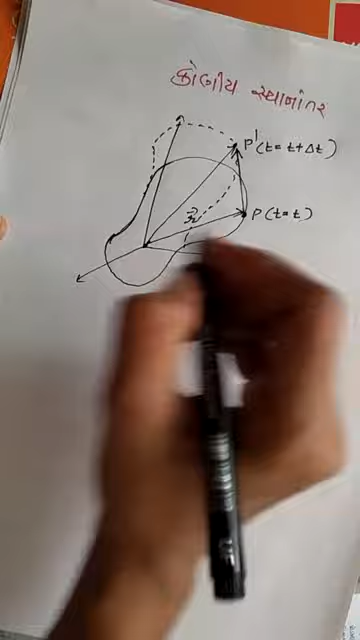 કોણીય સ્થાનાંતર
P'(t = t+Δt)
P(t = t)